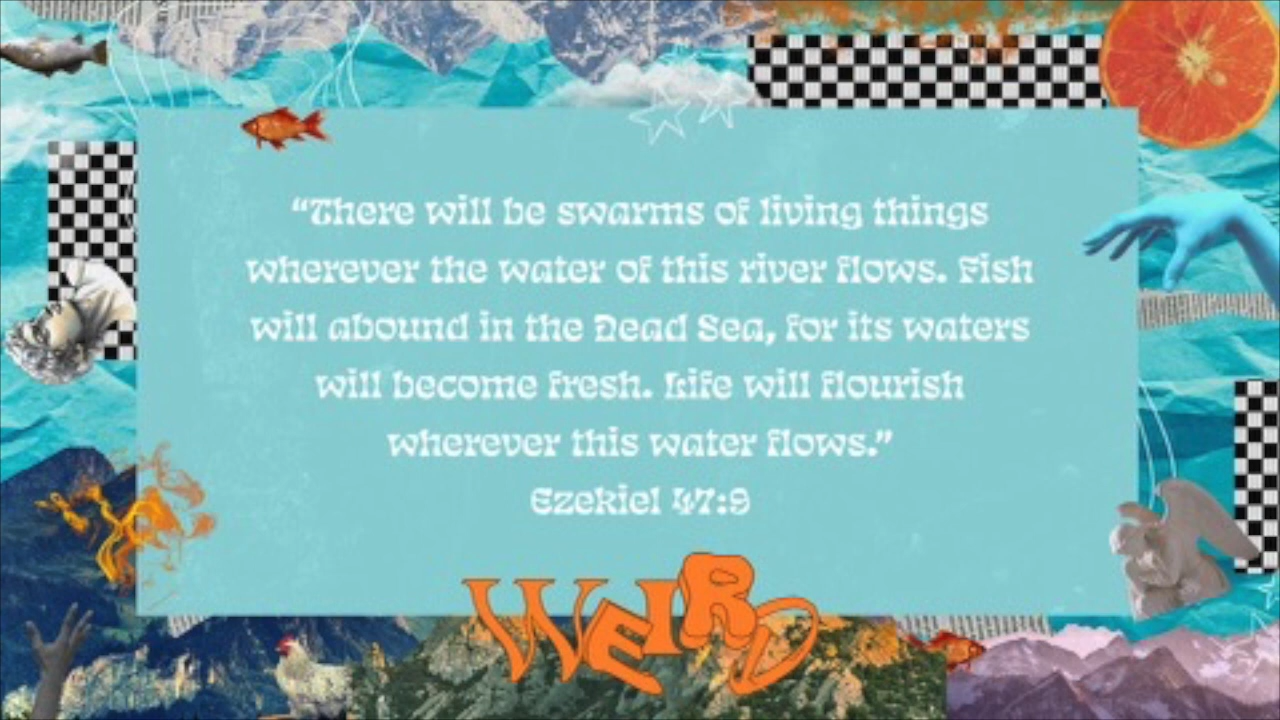 “There will be swarms of living things
wherever the water of this river flows. Fish
will abound in the Dead Sea, for its waters
will become fresh. Life will flourish
wherever this water flows.”
Ezekiel 47:9
WEIRD